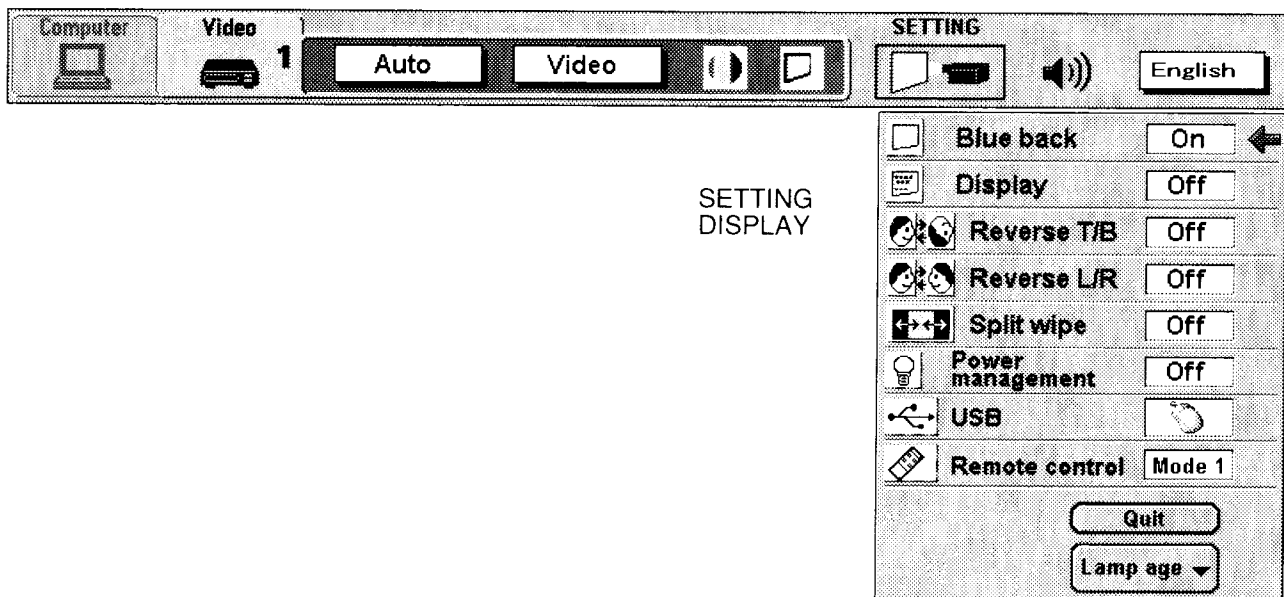 Computer Video 1 Auto Video SETTING English
SETTING
DISPLAY
Blue back On
Display Off
Reverse T/B Off
Reverse L/R Off
Split wipe Off
Power
management Off
USB
Remote control Mode 1
Quit
Lamp age